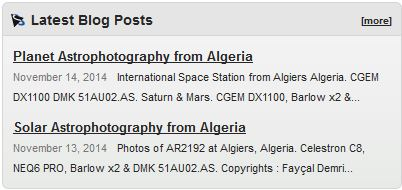 Latest Blog Posts [more]
Planet Astrophotography from Algeria
November 14, 2014 International Space Station from Algiers Algeria. CGEM
DX1100 DMK 51AU02.AS. Saturn & Mars. CGEM DX1100, Barlow x2 &...
Solar Astrophotography from Algeria
November 13, 2014 Photos of AR2192 at Algiers, Algeria. Celestron C8,
NEQ6 PRO, Barlow x2 & DMK 51AU02.AS. Copyrights : Fayçal Demri...